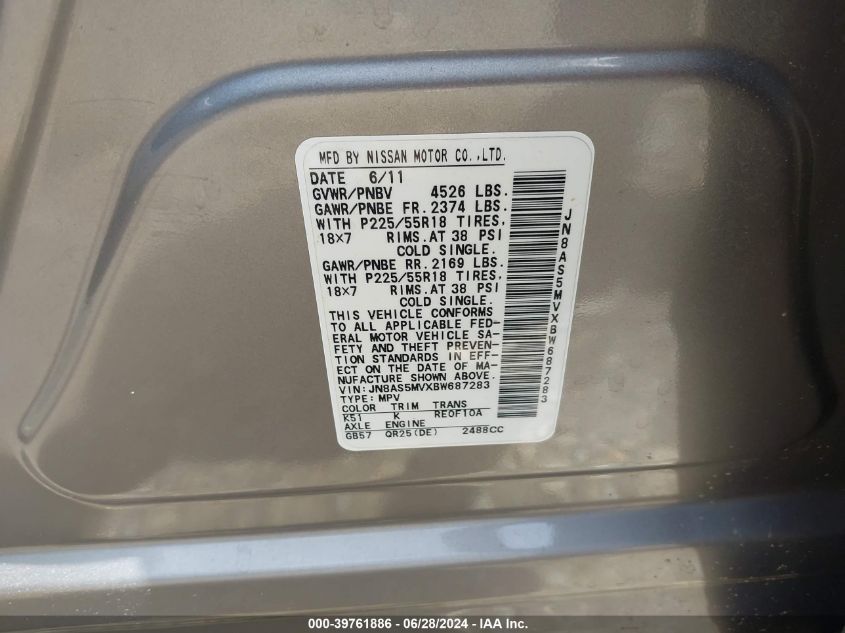 MFD BY NISSAN MOTOR CO.,LTD.
DATE 6/11
GVWR/PNBV 4526 LBS.
GAWR/PNBE FR. 2374 LBS.
WITH P225/55R18 TIRES,
18×7 RIMS. AT 38 PSI
COLD SINGLE.
GAWR/PNBE RR. 2169 LBS.
WITH P225/55R18 TIRES,
18×7 RIMS. AT 38 PSI
COLD SINGLE.
THIS VEHICLE CONFORMS
TO ALL APPLICABLE FED-
ERAL MOTOR VEHICLE SA-
FETY AND THEFT PREVEN-
TION STANDARDS IN EFF-
ECT ON THE DATE OF MA-
NUFACTURE SHOWN ABOVE.
VIN: JN8AS5MVXBW687283
TYPE: MPV
COLOR TRIM TRANS
K51 K RE0F10A
AXLE ENGINE
GB57 QR25(DE) 2488CC
JN8AS5MVXBW687283
000-39761886 - 06/28/2024 - IAA Inc.